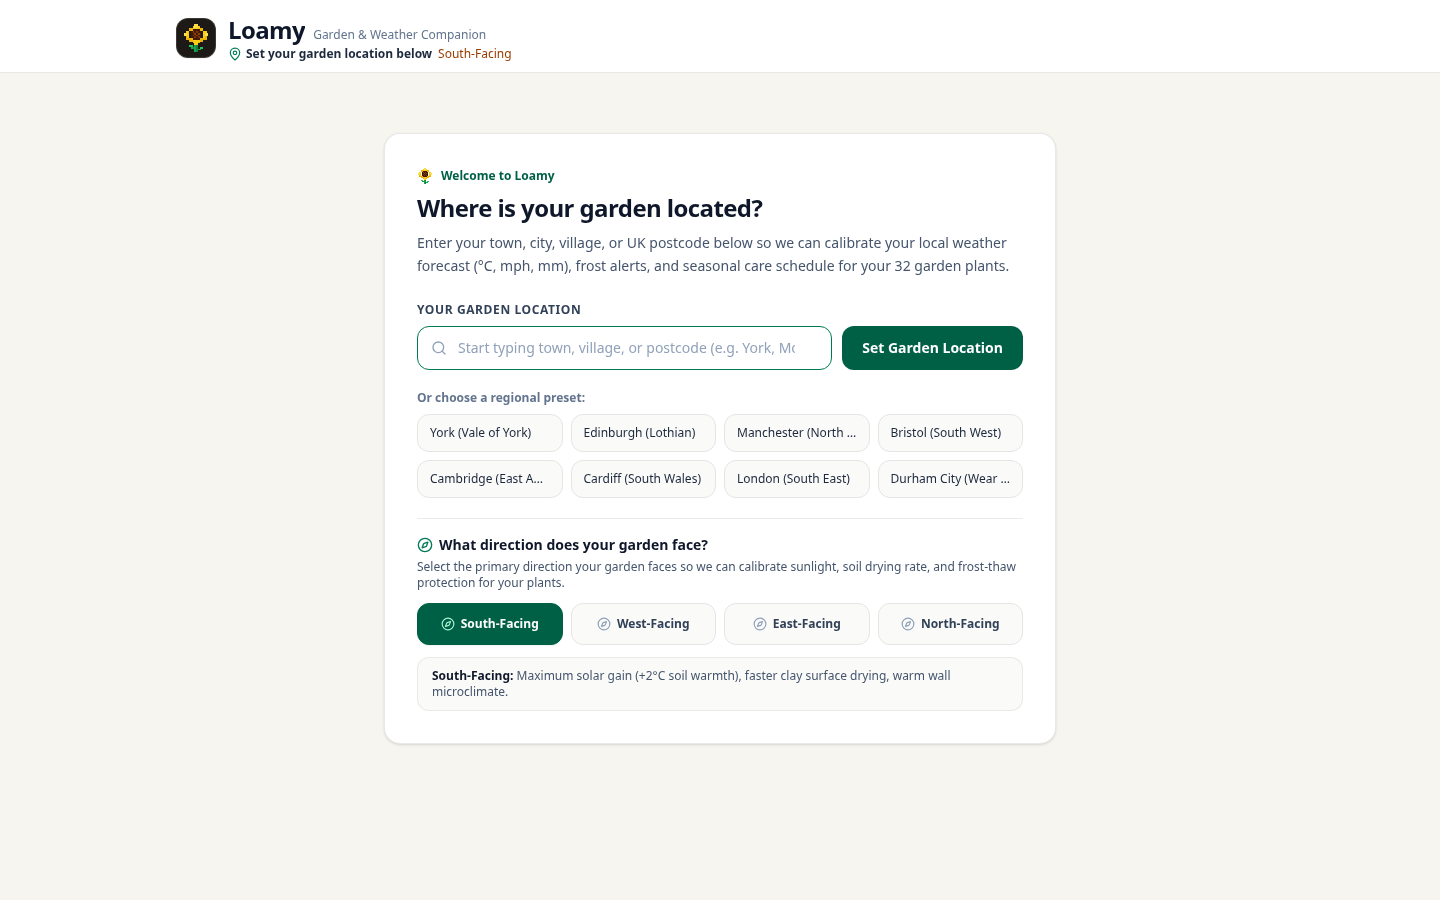 Loamy Garden & Weather Companion
Set your garden location below South-Facing
Welcome to Loamy
Where is your garden located?
Enter your town, city, village, or UK postcode below so we can calibrate your local weather
forecast (°C, mph, mm), frost alerts, and seasonal care schedule for your 32 garden plants.
YOUR GARDEN LOCATION
Start typing town, village, or postcode (e.g. York, Mo
Set Garden Location
Or choose a regional preset:
York (Vale of York)
Edinburgh (Lothian)
Manchester (North ...
Bristol (South West)
Cambridge (East A...
Cardiff (South Wales)
London (South East)
Durham City (Wear ...
What direction does your garden face?
Select the primary direction your garden faces so we can calibrate sunlight, soil drying rate, and frost-thaw
protection for your plants.
South-Facing
West-Facing
East-Facing
North-Facing
South-Facing: Maximum solar gain (+2°C soil warmth), faster clay surface drying, warm wall
microclimate.